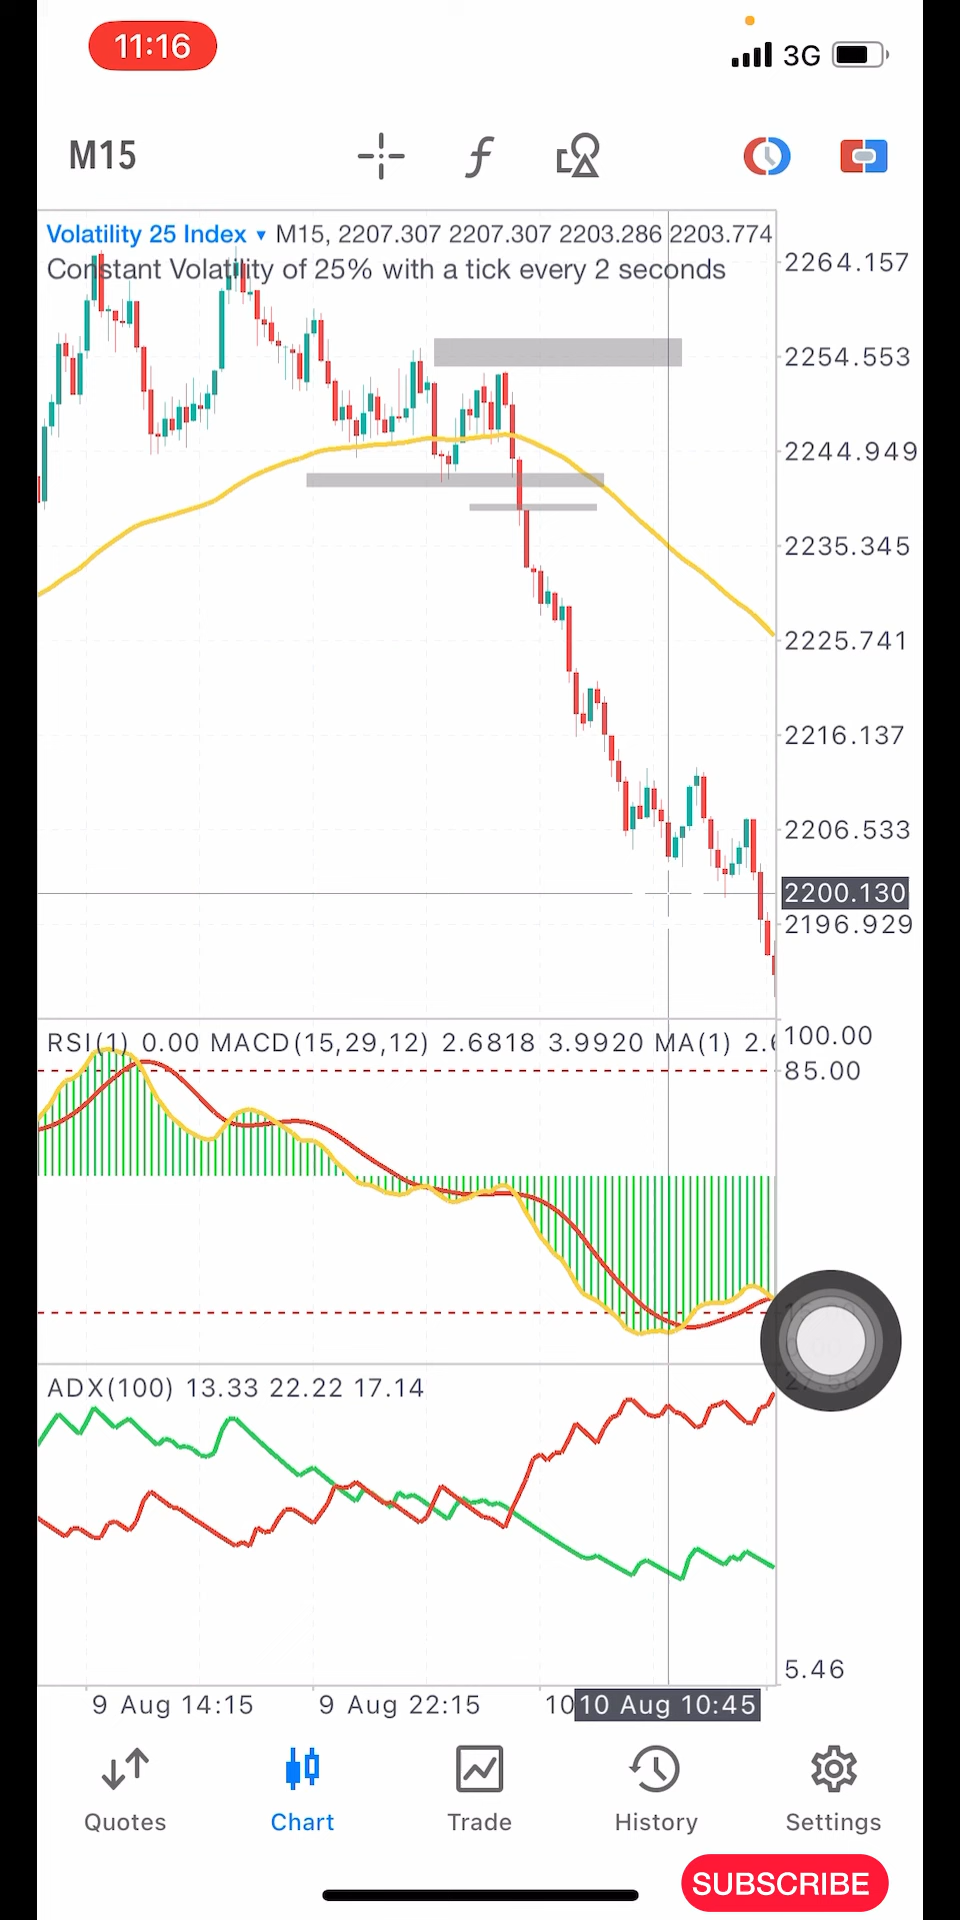 11:16
3G
M15
Volatility 25 Index ▾ M15, 2207.307 2207.307 2203.286 2203.774
Constant Volatility of 25% with a tick every 2 seconds
2264.157
2254.553
2244.949
2235.345
2225.741
2216.137
2206.533
2200.130
2196.929
RSI(1) 0.00 MACD(15,29,12) 2.6818 3.9920 MA(1)
100.00
85.00
ADX(100) 13.33 22.22 17.14
5.46
9 Aug 14:15 9 Aug 22:15 10 10 Aug 10:45
Quotes Chart Trade History Settings
SUBSCRIBE